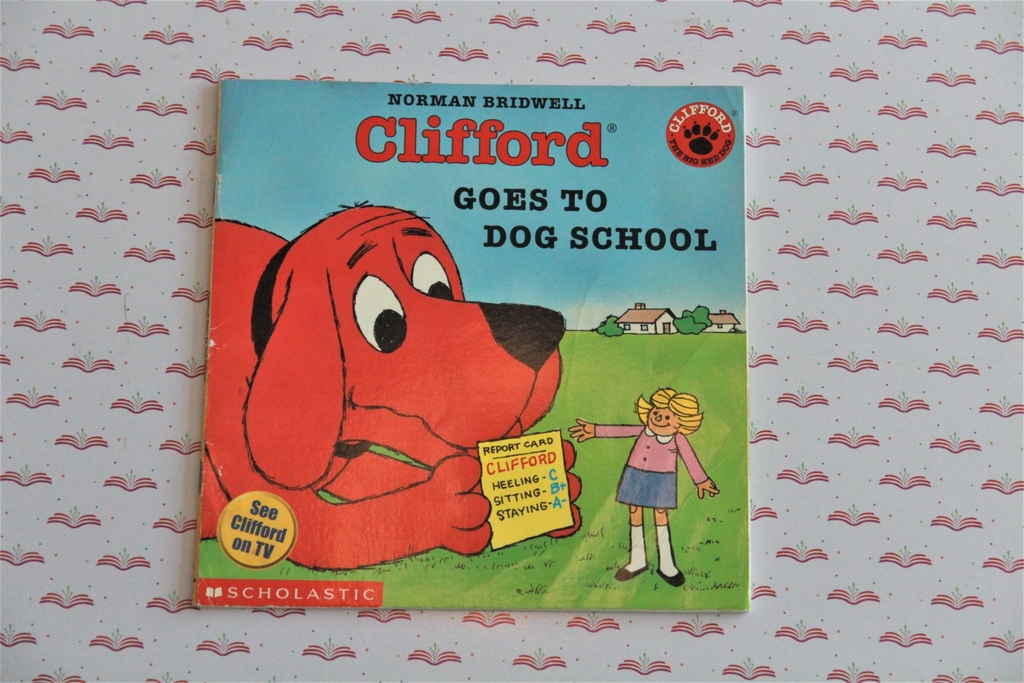 NORMAN BRIDWELL
Clifford®
CLIFFORD ®
THE BIG RED DOG
GOES TO
DOG SCHOOL
REPORT CARD
CLIFFORD
HEELING-C
SITTING-B+
STAYING-A-
See
Clifford
on TV
SCHOLASTIC